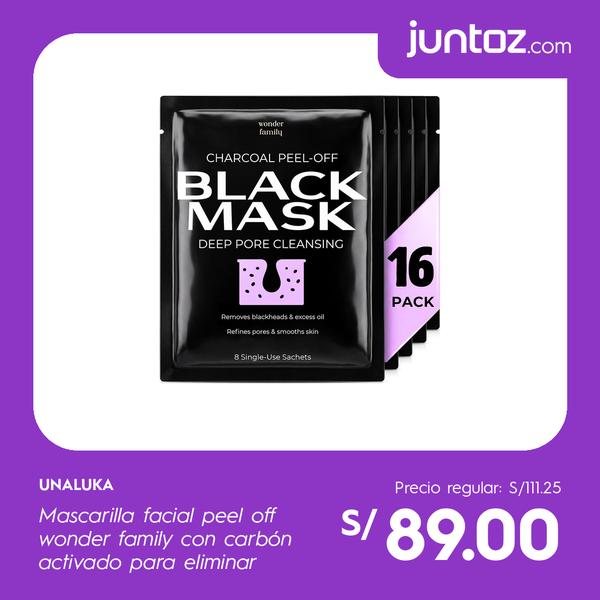 juntoz.com
wonder
family
CHARCOAL PEEL-OFF
BLACK
MASK
DEEP PORE CLEANSING
Removes blackheads & excess oil
Refines pores & smooths skin
8 Single-Use Sachets
16
PACK
UNALUKA
Mascarilla facial peel off
wonder family con carbón
activado para eliminar
Precio regular: S/111.25
S/ 89.00